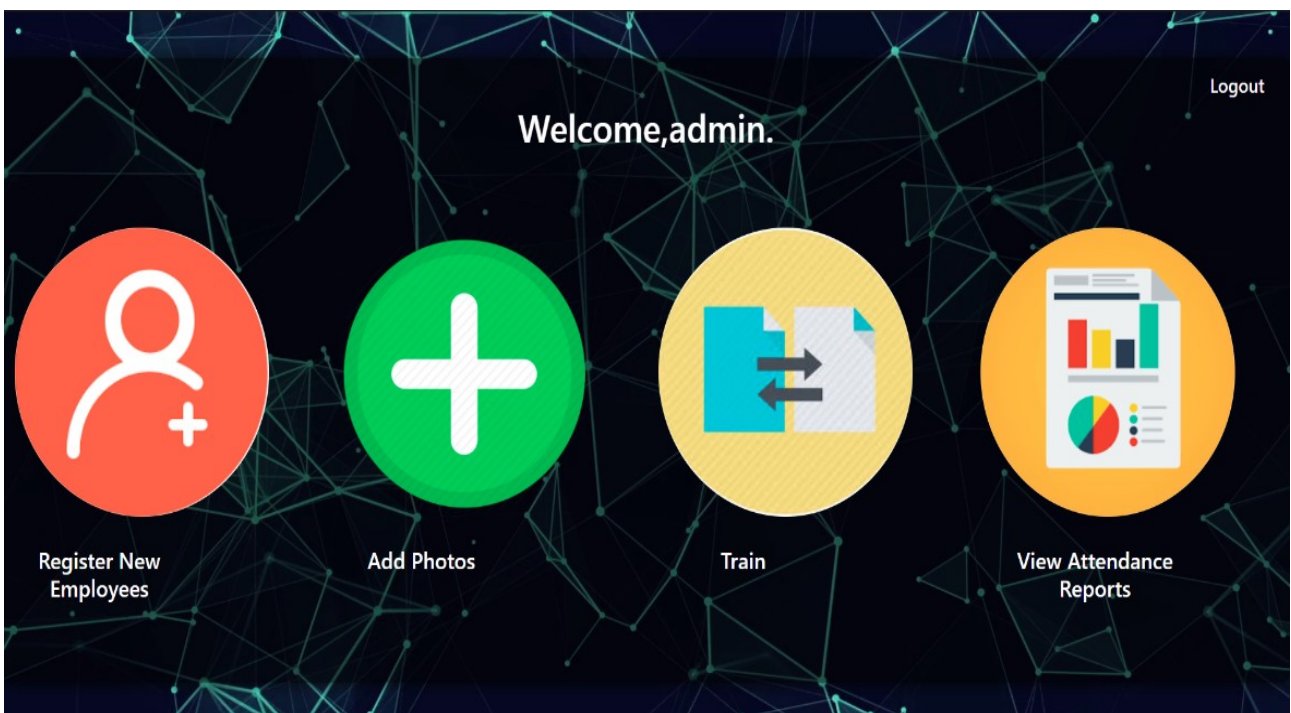 Logout
Welcome,admin.
Register New
Employees
Add Photos
Train
View Attendance
Reports